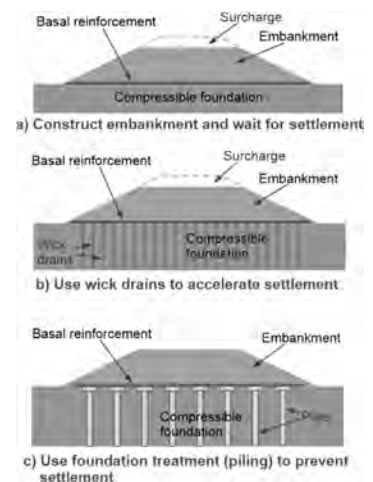 Surcharge
Basal reinforcement
Embankment
Compressible foundation
a) Construct embankment and wait for settlement
Surcharge
Basal reinforcement
Embankment
Wick
drains
Compressible
foundation
b) Use wick drains to accelerate settlement
Basal reinforcement
Embankment
Compressible
foundation
Piles
c) Use foundation treatment (piling) to prevent
settlement